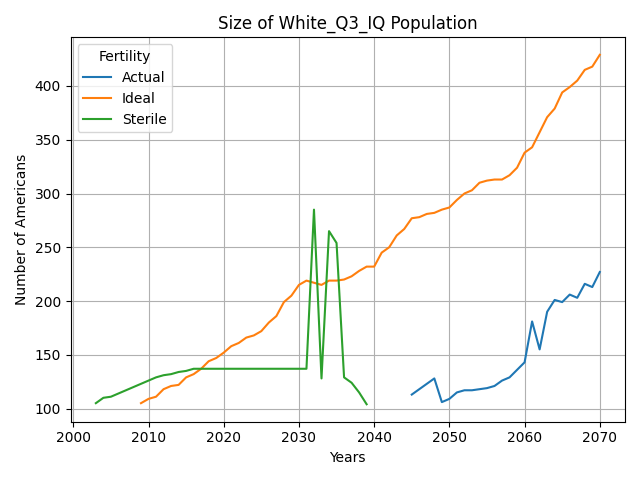 Size of White_Q3_IQ Population
Fertility
Actual
Ideal
Sterile
Number of Americans
400
350
300
250
200
150
100
2000 2010 2020 2030 2040 2050 2060 2070
Years